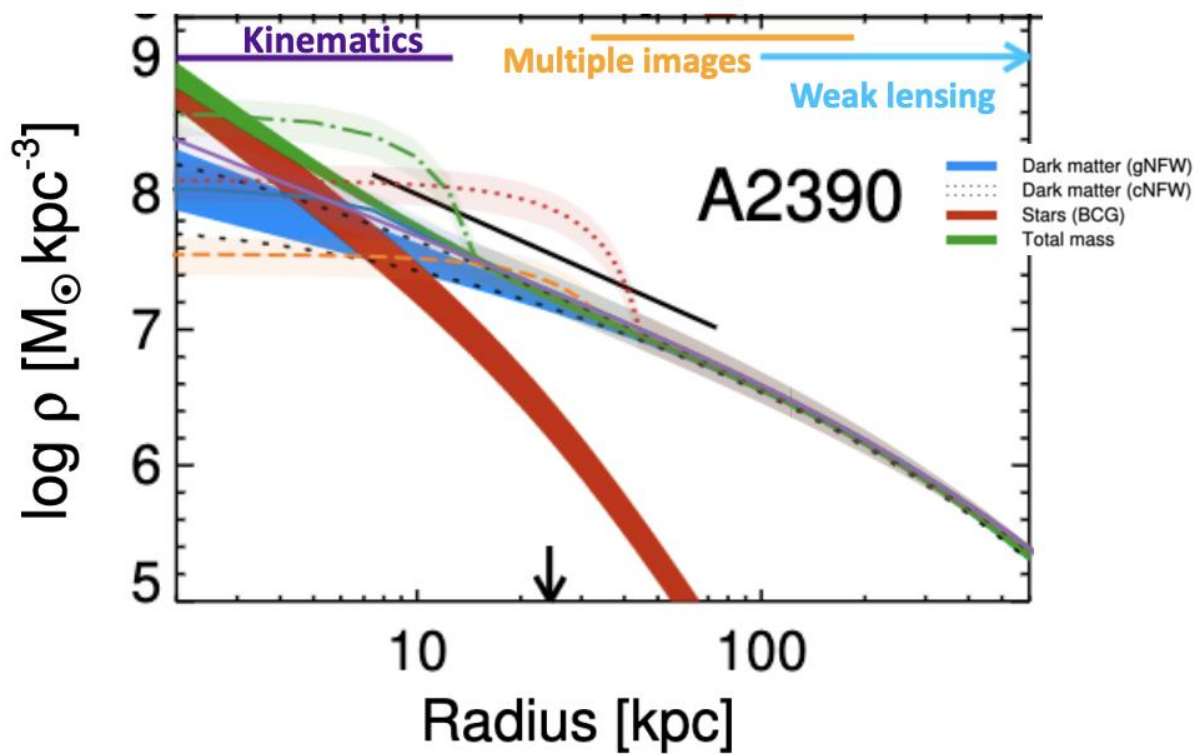 9
Kinematics
Multiple images
Weak lensing
A2390
Dark matter (gNFW)
Dark matter (cNFW)
Stars (BCG)
Total mass
8
7
6
5
log ρ [M⊙ kpc⁻³]
10
100
Radius [kpc]